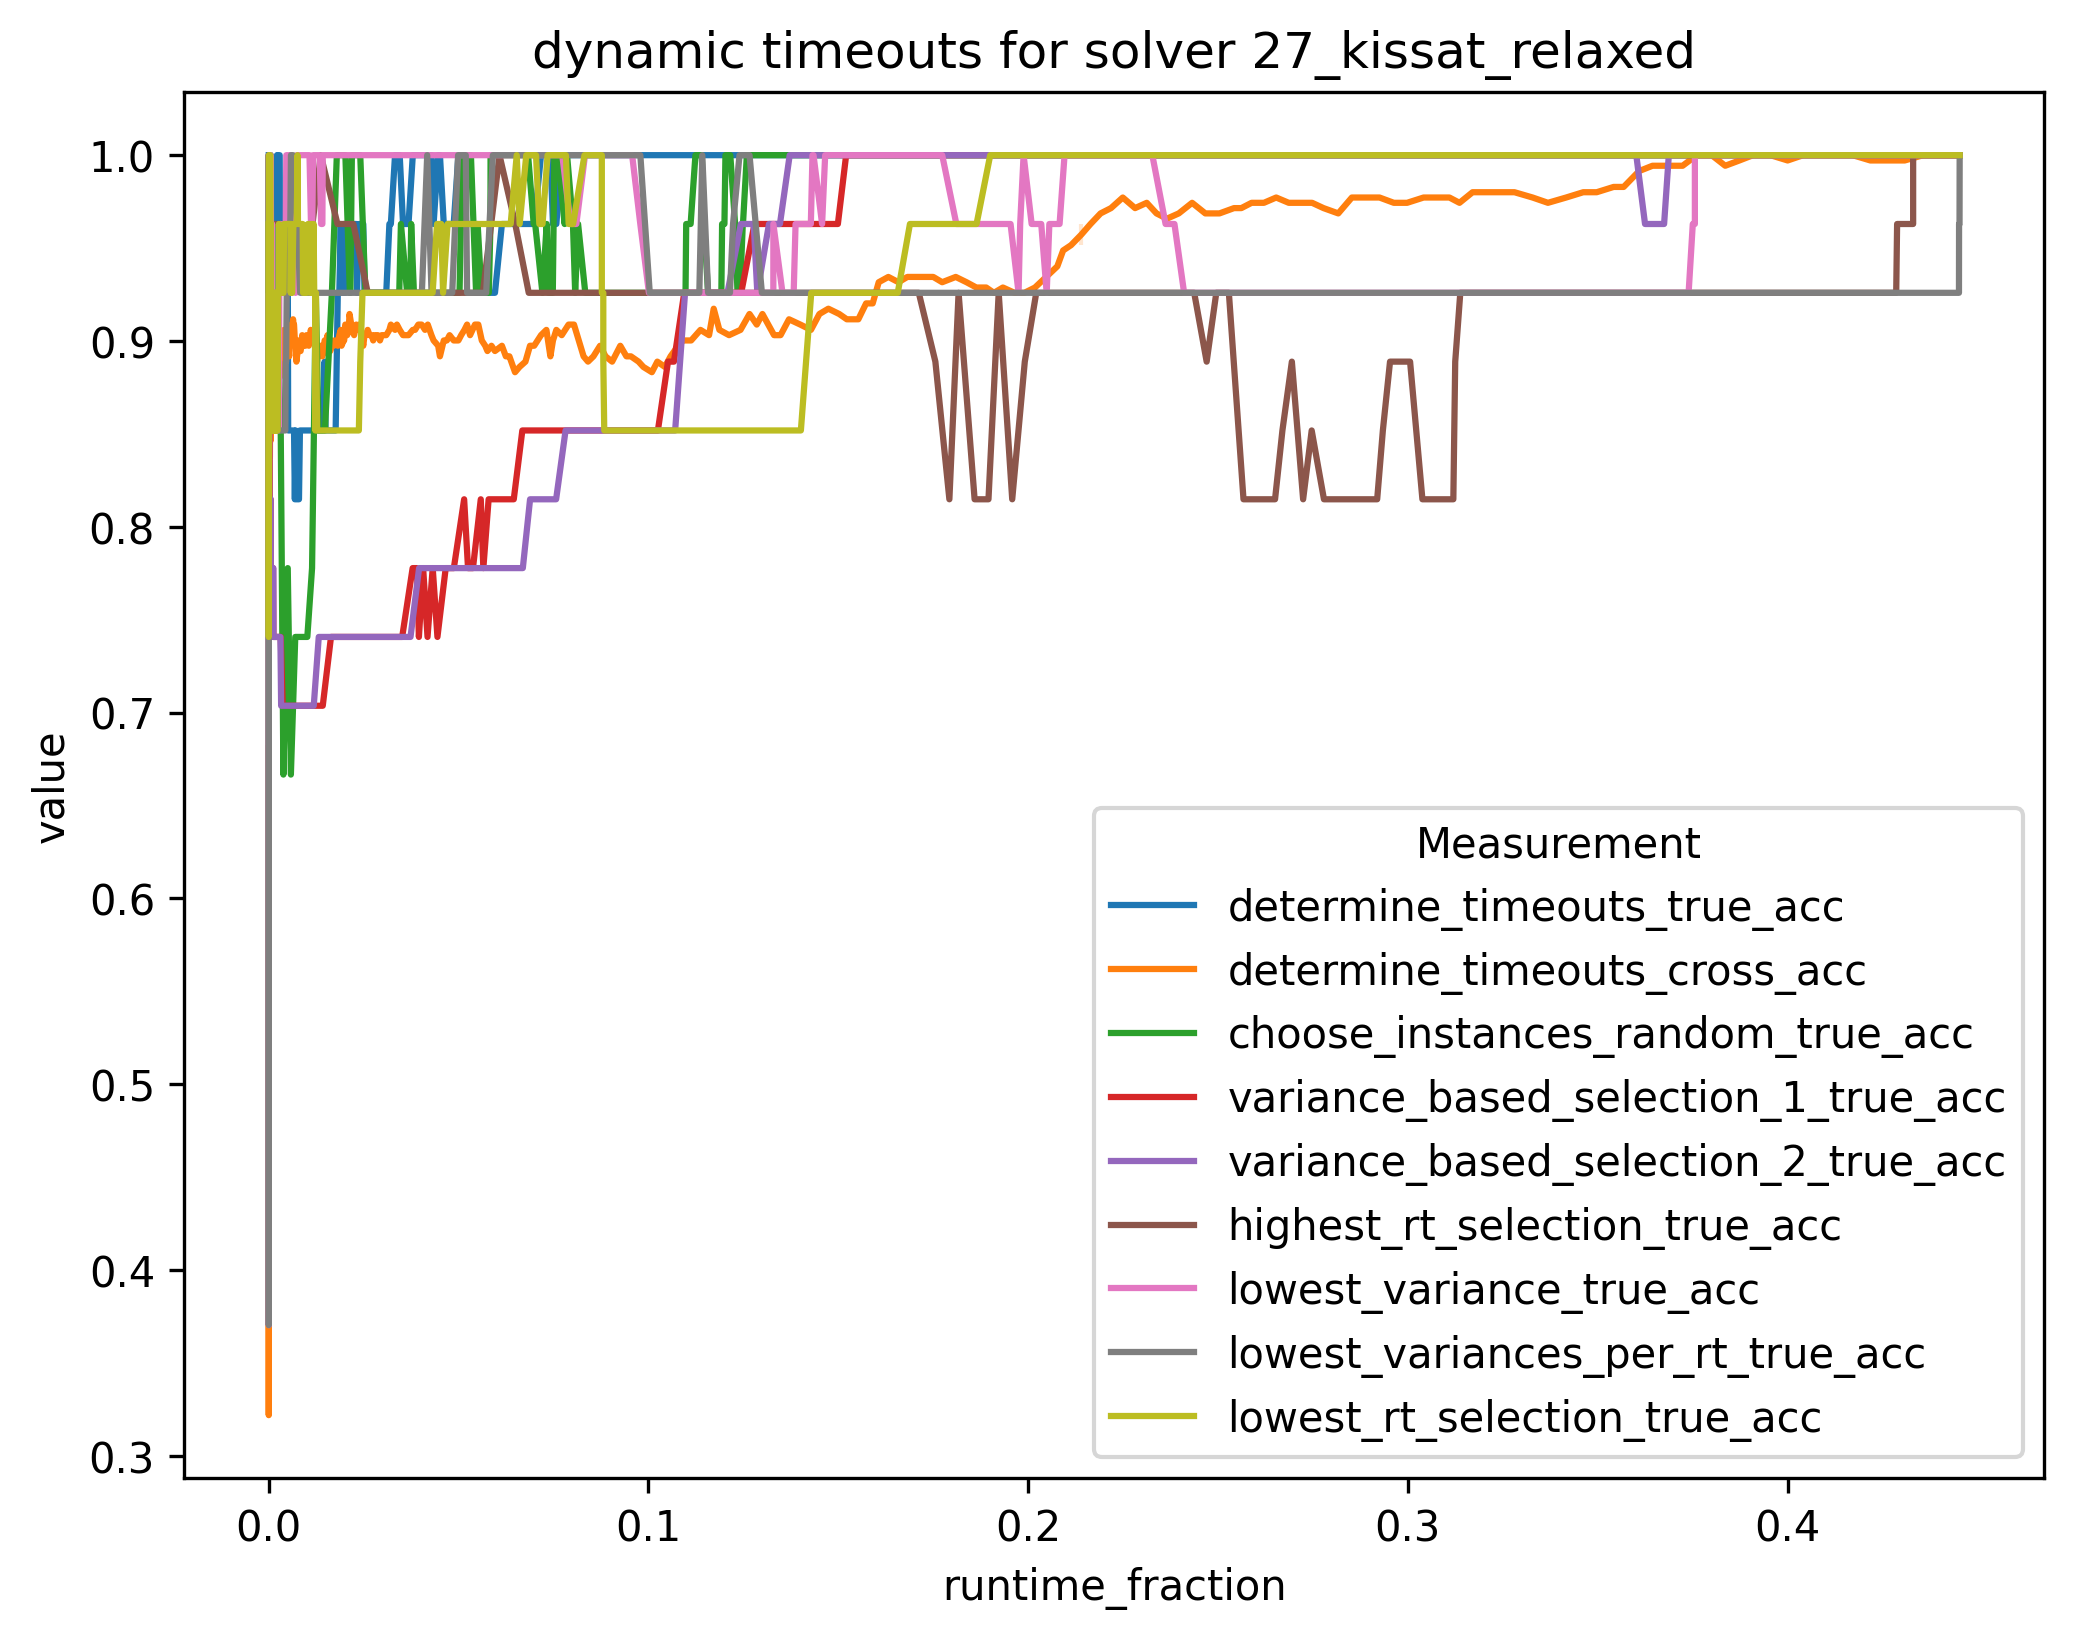 dynamic timeouts for solver 27_kissat_relaxed
1.0
0.9
0.8
0.7
0.6
0.5
0.4
0.3
value
Measurement
determine_timeouts_true_acc
determine_timeouts_cross_acc
choose_instances_random_true_acc
variance_based_selection_1_true_acc
variance_based_selection_2_true_acc
highest_rt_selection_true_acc
lowest_variance_true_acc
lowest_variances_per_rt_true_acc
lowest_rt_selection_true_acc
0.0 0.1 0.2 0.3 0.4
runtime_fraction